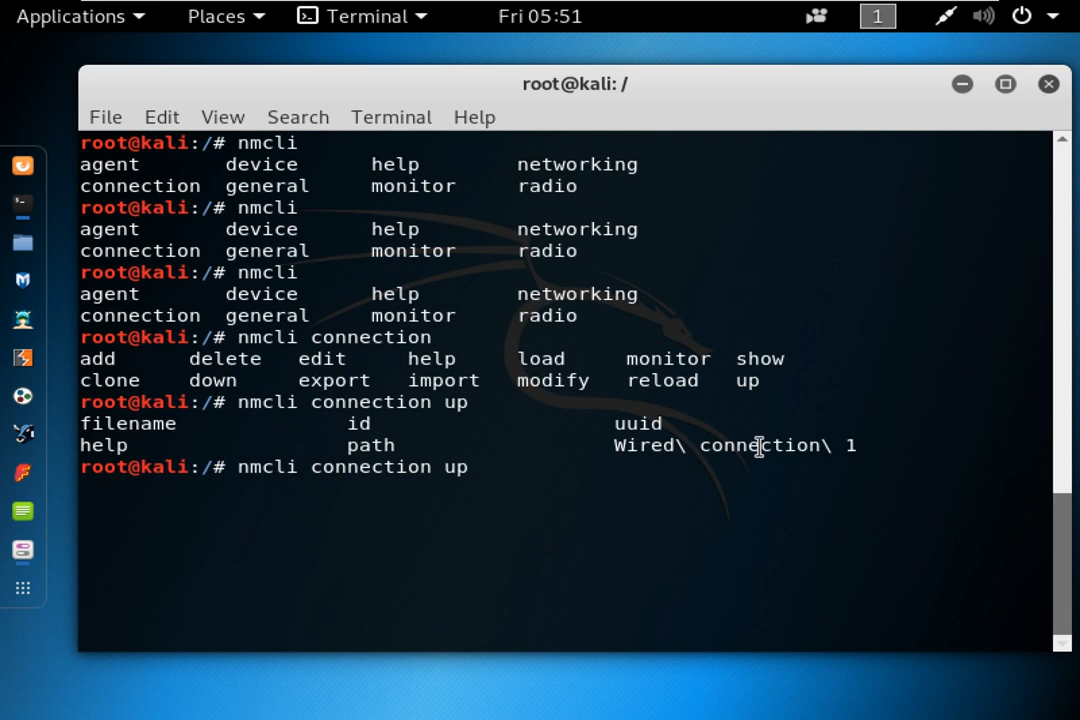 Applications Places Terminal Fri 05:51 1
root@kali: /
File Edit View Search Terminal Help
root@kali:/# nmcli
agent device help networking
connection general monitor radio
root@kali:/# nmcli
agent device help networking
connection general monitor radio
root@kali:/# nmcli
agent device help networking
connection general monitor radio
root@kali:/# nmcli connection
add delete edit help load monitor show
clone down export import modify reload up
root@kali:/# nmcli connection up
filename id uuid
help path Wired\ connection\ 1
root@kali:/# nmcli connection up